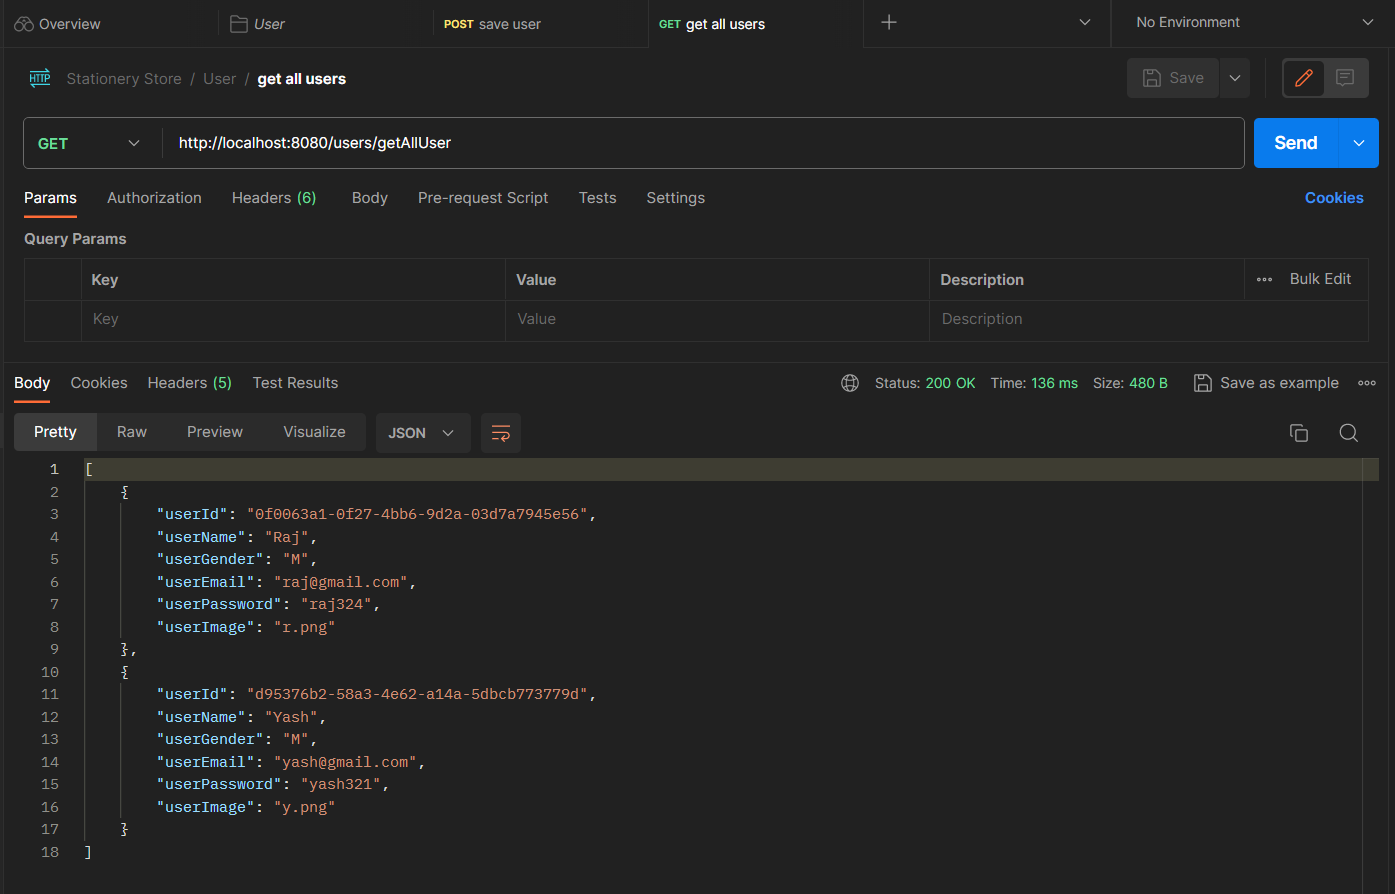 Overview User POST save user GET get all users No Environment
HTTP Stationery Store / User / get all users Save
GET http://localhost:8080/users/getAllUser Send
Params Authorization Headers (6) Body Pre-request Script Tests Settings Cookies
Query Params
Key Value Description Bulk Edit
Key Value Description
Body Cookies Headers (5) Test Results Status: 200 OK Time: 136 ms Size: 480 B Save as example
Pretty Raw Preview Visualize JSON
1 [
2 {
3 "userId": "0f0063a1-0f27-4bb6-9d2a-03d7a7945e56",
4 "userName": "Raj",
5 "userGender": "M",
6 "userEmail": "raj@gmail.com",
7 "userPassword": "raj324",
8 "userImage": "r.png"
9 },
10 {
11 "userId": "d95376b2-58a3-4e62-a14a-5dbcb773779d",
12 "userName": "Yash",
13 "userGender": "M",
14 "userEmail": "yash@gmail.com",
15 "userPassword": "yash321",
16 "userImage": "y.png"
17 }
18 ]